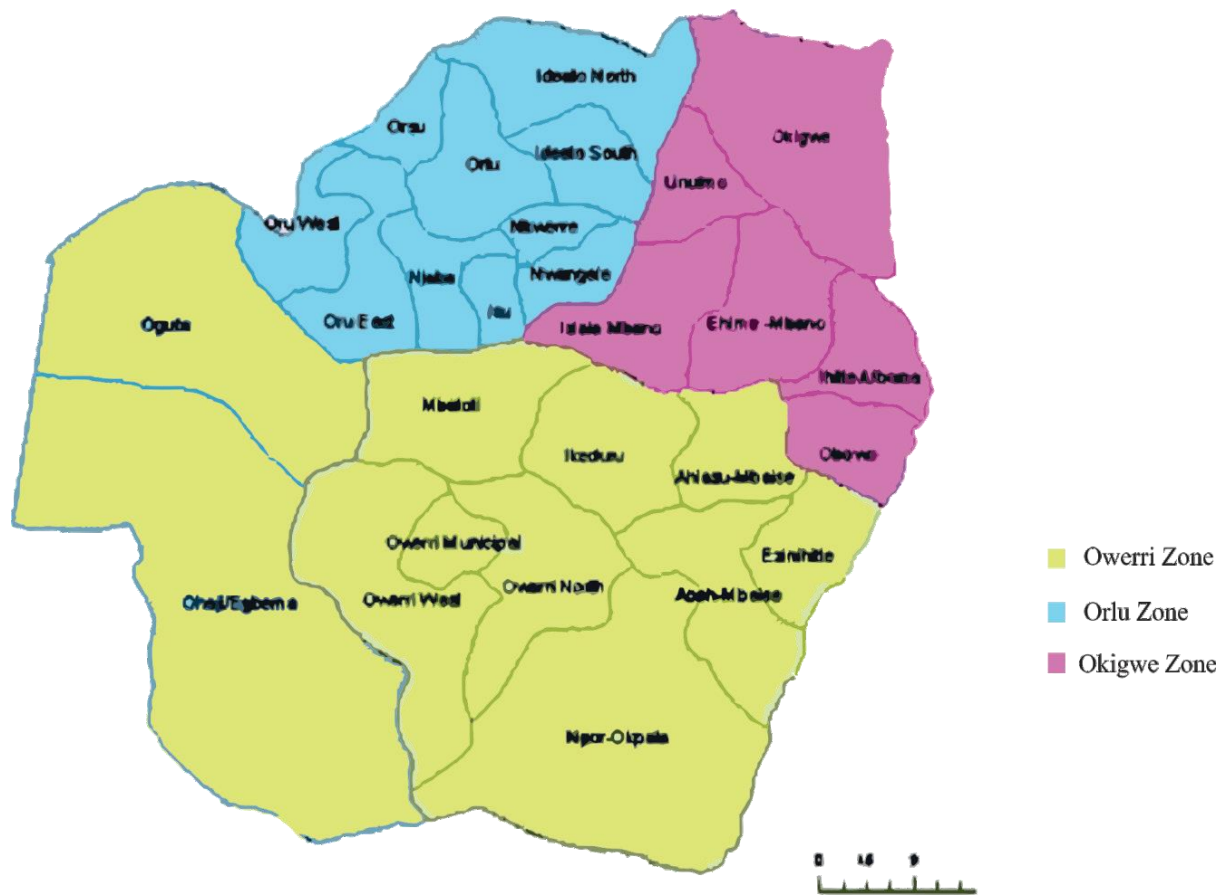 Ideato North
Orsu
Okigwe
Orlu
Ideato South
Unuimo
Oru West
Nkwerre
Njaba
Nwangele
Isu
Oguta
Oru East
Isiala Mbano
Ehime -Mbano
Ihitte-Uboma
Mbaitoli
Ikeduru
Obowo
Ahiazu-Mbaise
Owerri Municipal
Ezinihitte
Owerri Zone
Ohaji/Egbema
Owerri West
Owerri North
Aboh-Mbaise
Orlu Zone
Okigwe Zone
Ngor-Okpala
0
9